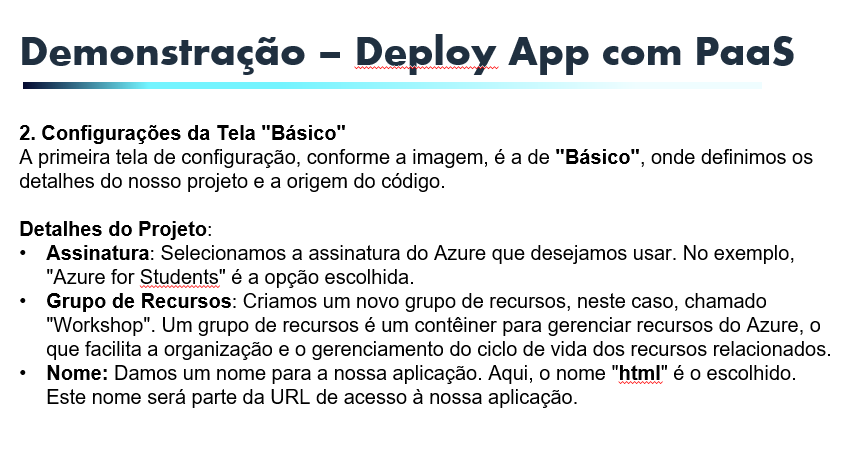 Demonstração – Deploy App com PaaS
2. Configurações da Tela "Básico"
A primeira tela de configuração, conforme a imagem, é a de "Básico", onde definimos os
detalhes do nosso projeto e a origem do código.
Detalhes do Projeto:
• Assinatura: Selecionamos a assinatura do Azure que desejamos usar. No exemplo,
"Azure for Students" é a opção escolhida.
• Grupo de Recursos: Criamos um novo grupo de recursos, neste caso, chamado
"Workshop". Um grupo de recursos é um contêiner para gerenciar recursos do Azure, o
que facilita a organização e o gerenciamento do ciclo de vida dos recursos relacionados.
• Nome: Damos um nome para a nossa aplicação. Aqui, o nome "html" é o escolhido.
Este nome será parte da URL de acesso à nossa aplicação.